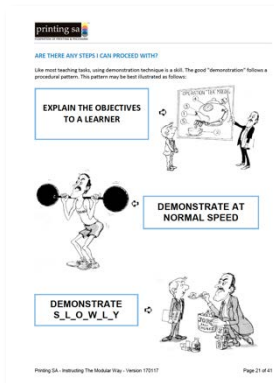 printing sa
ARE THERE ANY STEPS I CAN PROCEED WITH?
Like most teaching tasks, using demonstration technique is a skill. The good "demonstration" follows a
procedural pattern. This pattern may be best illustrated as follows:
EXPLAIN THE OBJECTIVES
TO A LEARNER
DEMONSTRATE AT
NORMAL SPEED
DEMONSTRATE
S_L_O_W_L_Y
Printing SA - Instructing The Modular Way - Version 170117
Page 21 of 41